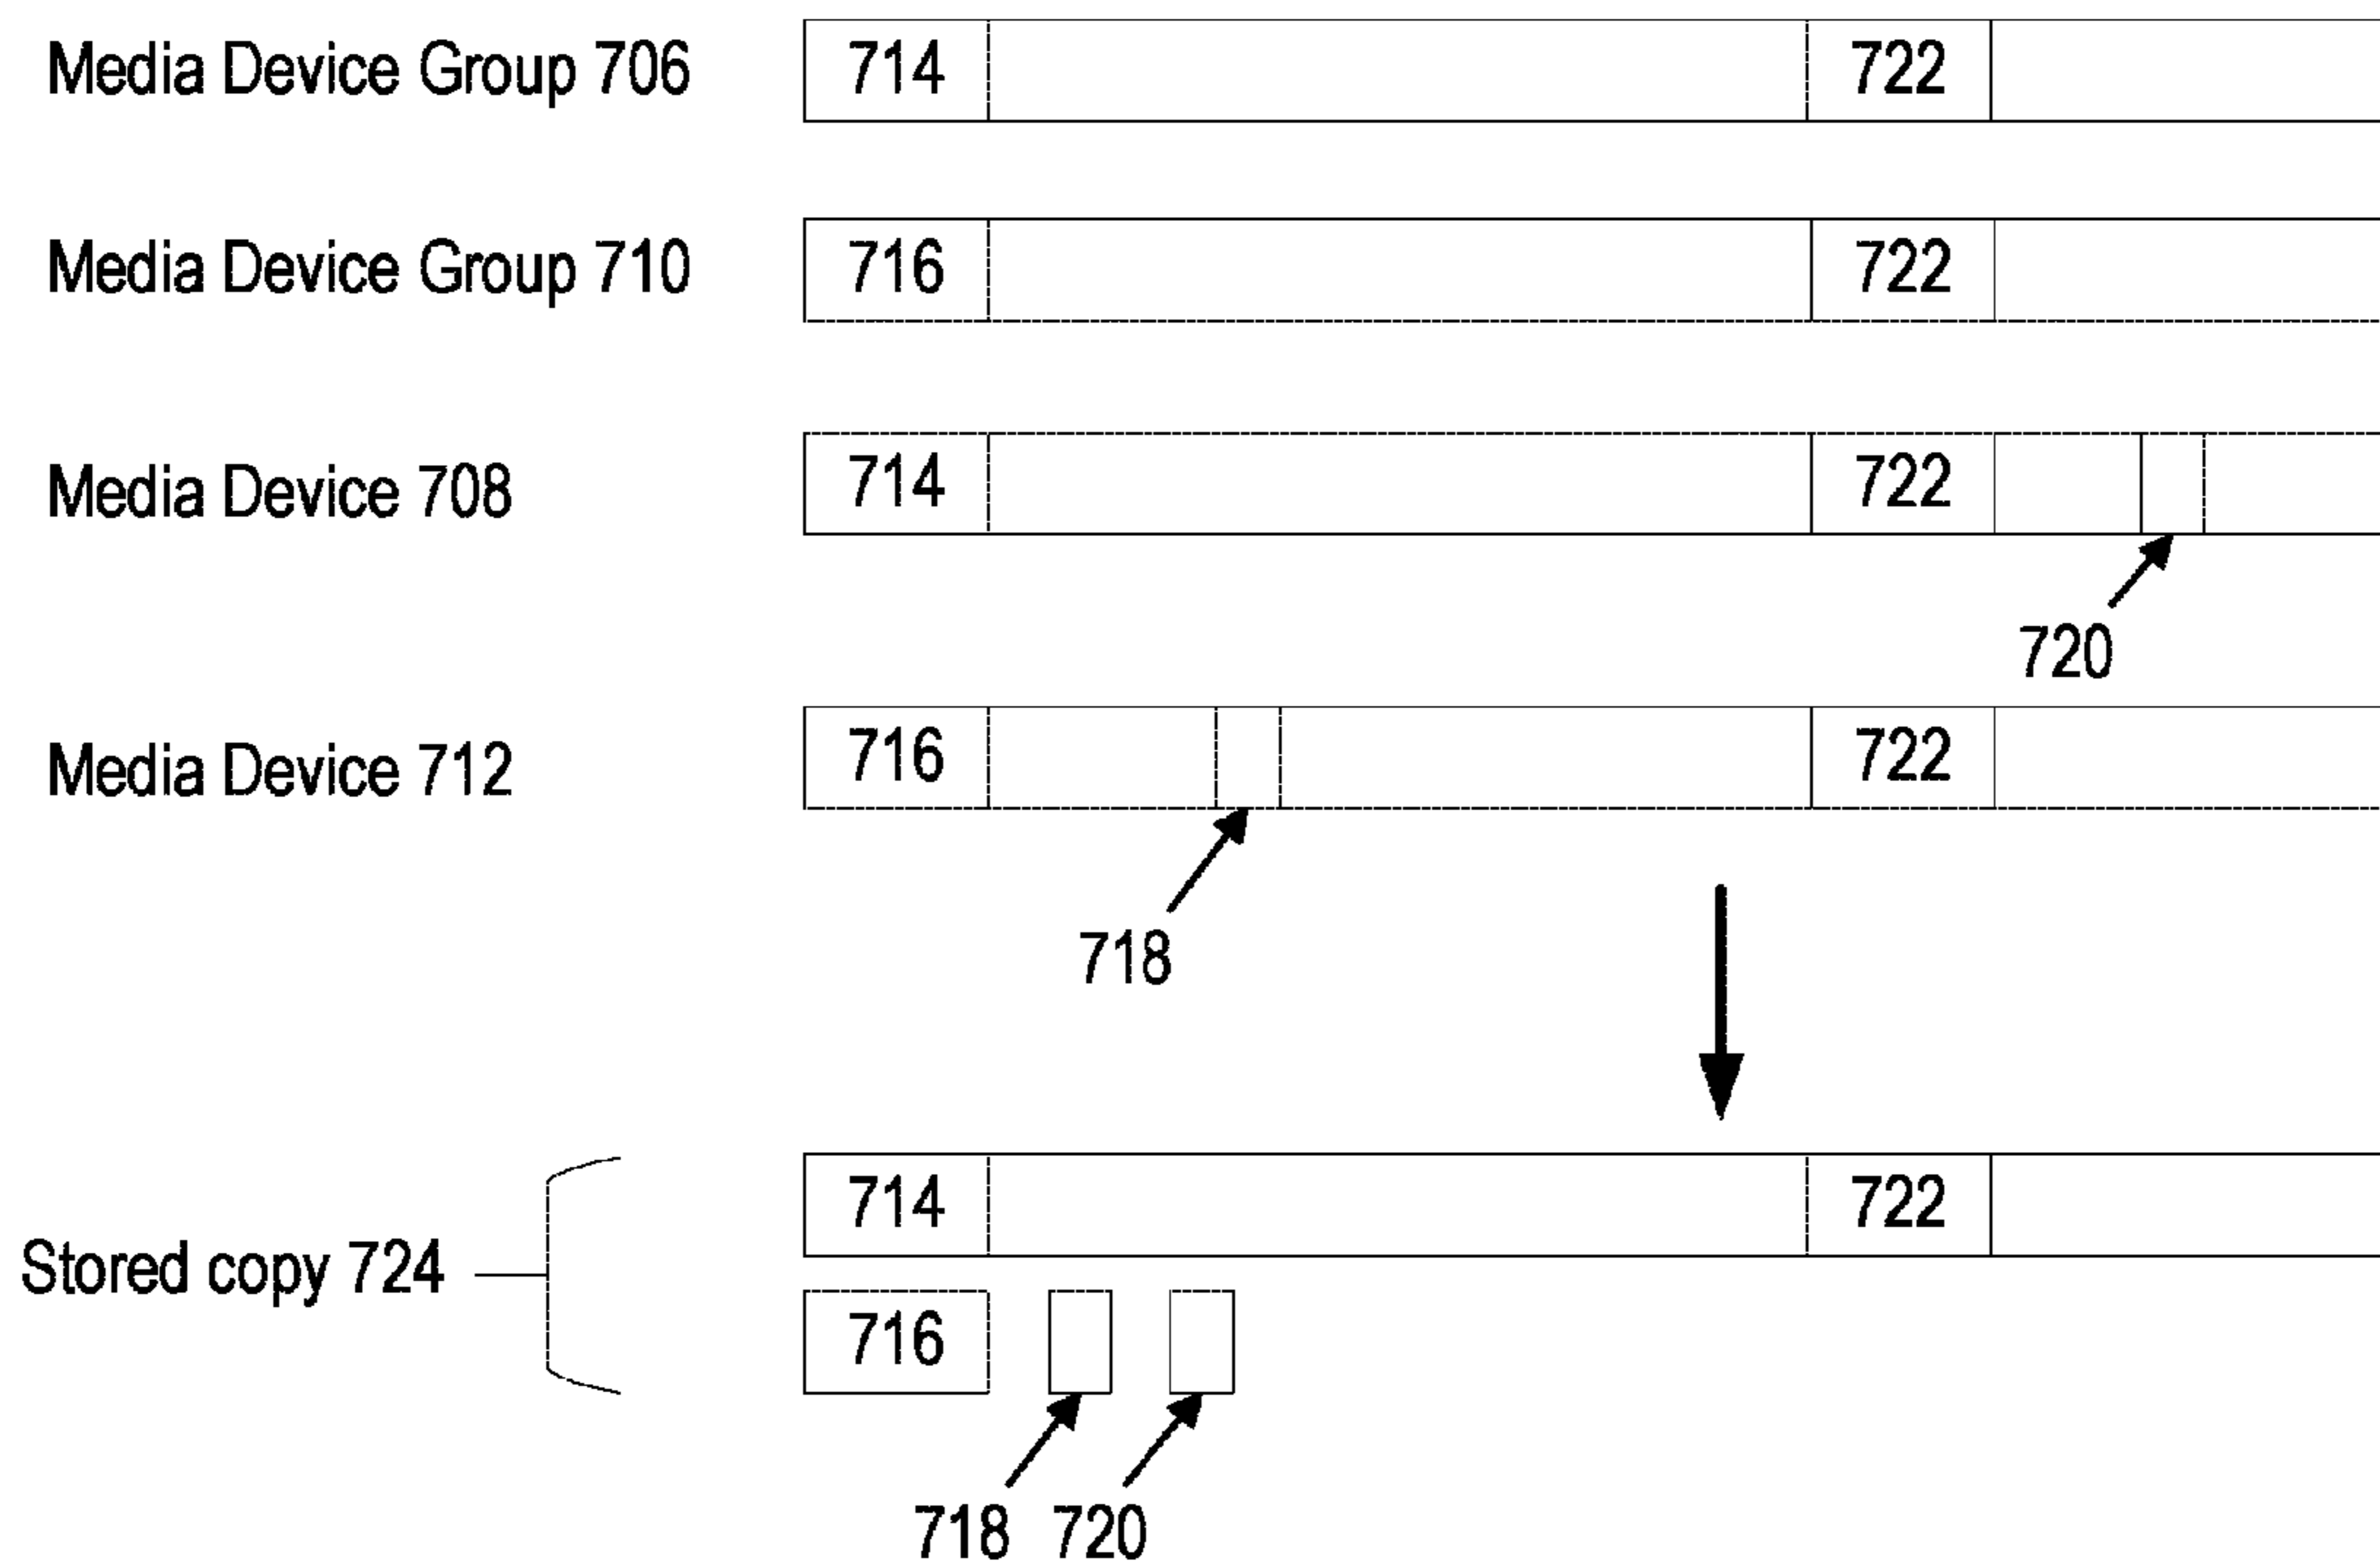 Media Device Group 706 714 722
Media Device Group 710 716 722
Media Device 708 714 722
720
Media Device 712 716 722
718
714 722
Stored copy 724
716
718 720